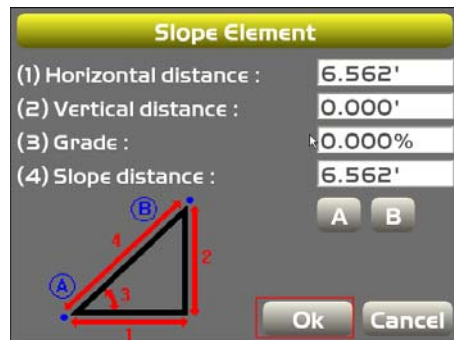 Slope Element
(1) Horizontal distance : 6.562'
(2) Vertical distance : 0.000'
(3) Grade : 0.000%
(4) Slope distance : 6.562'
A B
B
4
2
A
3
1
Ok Cancel